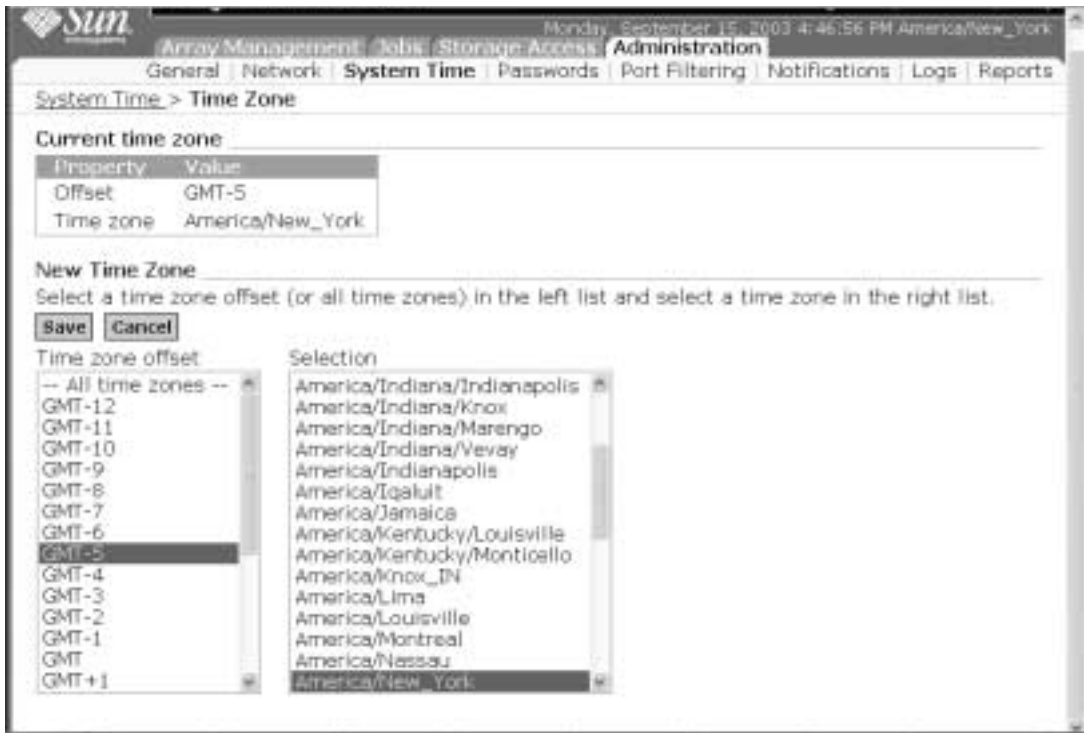 Sun
Monday, September 15, 2003 4:46:56 PM America/New_York
Array Management Jobs Storage Access Administration
General | Network | System Time | Passwords | Port Filtering | Notifications | Logs | Reports
System Time > Time Zone
Current time zone
Property Value
Offset GMT-5
Time zone America/New_York
New Time Zone
Select a time zone offset (or all time zones) in the left list and select a time zone in the right list.
Save Cancel
Time zone offset Selection
-- All time zones -- America/Indiana/Indianapolis
GMT-12 America/Indiana/Knox
GMT-11 America/Indiana/Marengo
GMT-10 America/Indiana/Vevay
GMT-9 America/Indianapolis
GMT-8 America/Iqaluit
GMT-7 America/Jamaica
GMT-6 America/Kentucky/Louisville
GMT-5 America/Kentucky/Monticello
GMT-4 America/Knox_IN
GMT-3 America/Lima
GMT-2 America/Louisville
GMT-1 America/Montreal
GMT America/Nassau
GMT+1 America/New_York